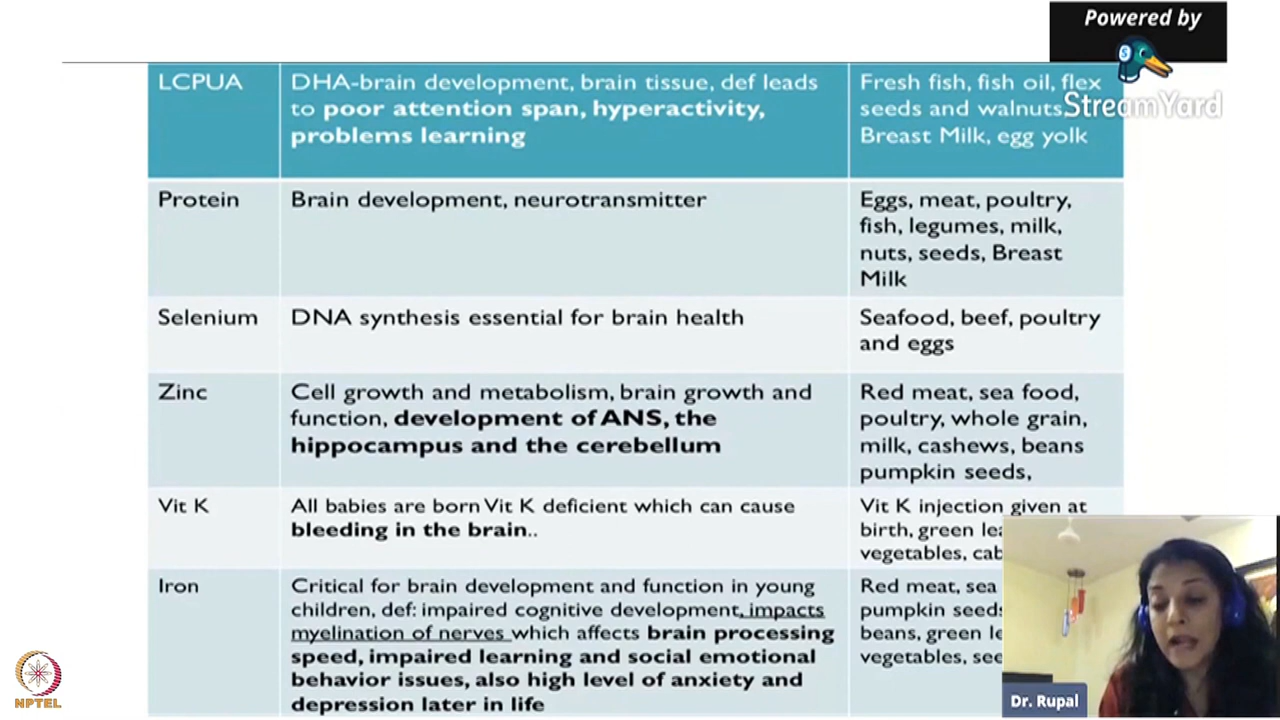 Powered by
StreamYard
LCPUA
DHA-brain development, brain tissue, def leads
to poor attention span, hyperactivity,
problems learning
Fresh fish, fish oil, flex
seeds and walnuts,
Breast Milk, egg yolk
Protein
Brain development, neurotransmitter
Eggs, meat, poultry,
fish, legumes, milk,
nuts, seeds, Breast
Milk
Selenium
DNA synthesis essential for brain health
Seafood, beef, poultry
and eggs
Zinc
Cell growth and metabolism, brain growth and
function, development of ANS, the
hippocampus and the cerebellum
Red meat, sea food,
poultry, whole grain,
milk, cashews, beans
pumpkin seeds,
Vit K
All babies are born Vit K deficient which can cause
bleeding in the brain..
Vit K injection given at
birth, green
vegetables,
Iron
Critical for brain development and function in young
children, def: impaired cognitive development, impacts
myelination of nerves which affects brain processing
speed, impaired learning and social emotional
behavior issues, also high level of anxiety and
depression later in life
Red meat, sea
pumpkin
beans, green
vegetables,
Dr. Rupal
NPTEL